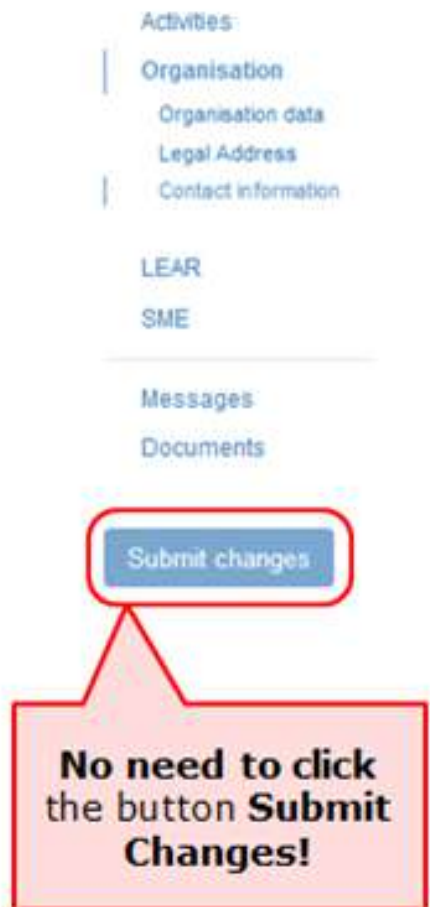 Activities
Organisation
Organisation data
Legal Address
Contact information
LEAR
SME
Messages
Documents
Submit changes
No need to click
the button Submit
Changes!